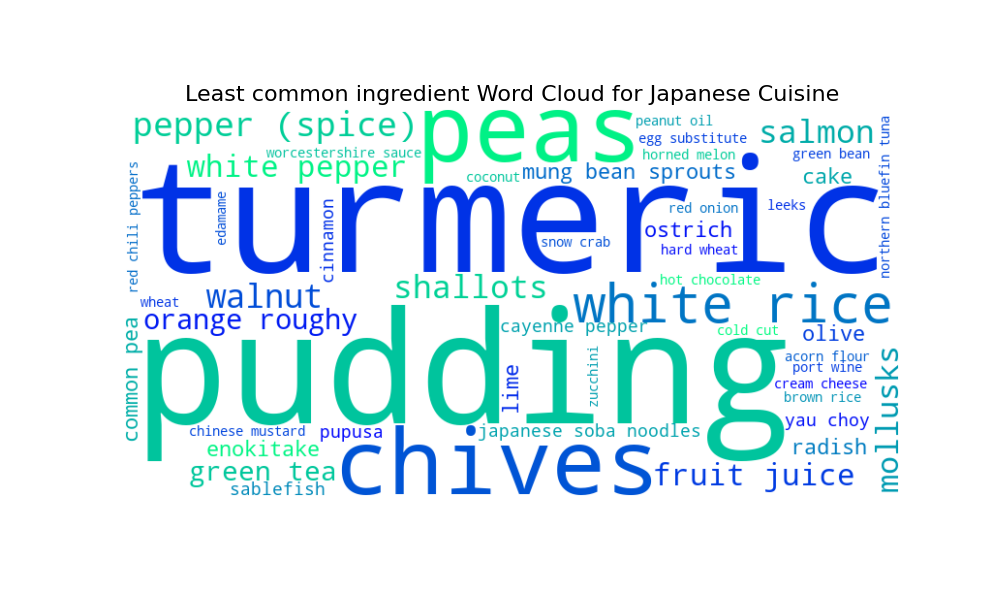 Least common ingredient Word Cloud for Japanese Cuisine
pepper (spice)
peas
peanut oil
egg substitute
salmon
northern bluefin tuna
worcestershire sauce
white pepper
horned melon
green bean
coconut
mung bean sprouts
cake
red chili peppers
turmeric
edamame
cinnamon
red onion
leeks
snow crab
ostrich
hard wheat
shallots
hot chocolate
wheat
walnut
white rice
orange roughy
cayenne pepper
cold cut
olive
common pea
pudding
lime
zucchini
acorn flour
port wine
cream cheese
brown rice
mollusks
chinese mustard
pupusa
japanese soba noodles
yau choy
enokitake
chives
radish
green tea
fruit juice
sablefish